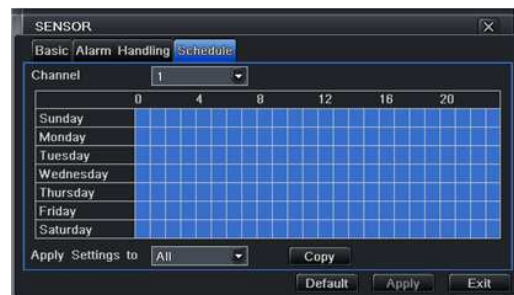 SENSOR
Basic Alarm Handling Schedule
Channel 1
0 4 8 12 16 20
Sunday
Monday
Tuesday
Wednesday
Thursday
Friday
Saturday
Apply Settings to All Copy
Default Apply Exit